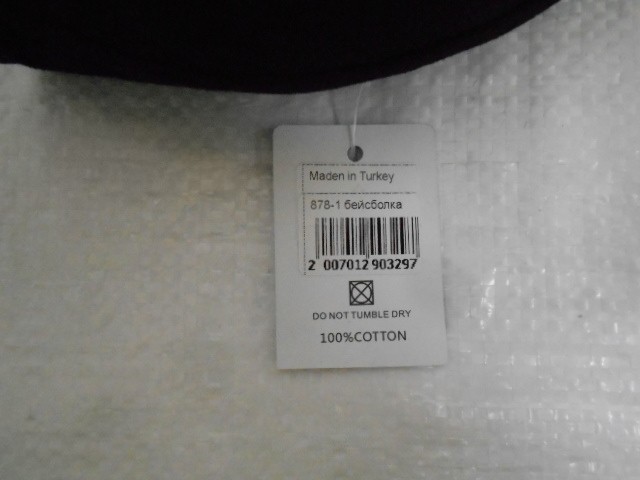 Maden in Turkey
878-1 бейсболка
2 007012 903297
DO NOT TUMBLE DRY
100%COTTON